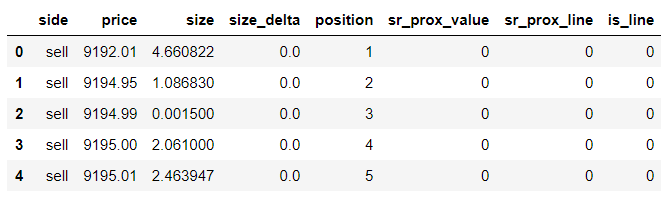 side price size size_delta position sr_prox_value sr_prox_line is_line
0 sell 9192.01 4.660822 0.0 1 0 0 0
1 sell 9194.95 1.086830 0.0 2 0 0 0
2 sell 9194.99 0.001500 0.0 3 0 0 0
3 sell 9195.00 2.061000 0.0 4 0 0 0
4 sell 9195.01 2.463947 0.0 5 0 0 0